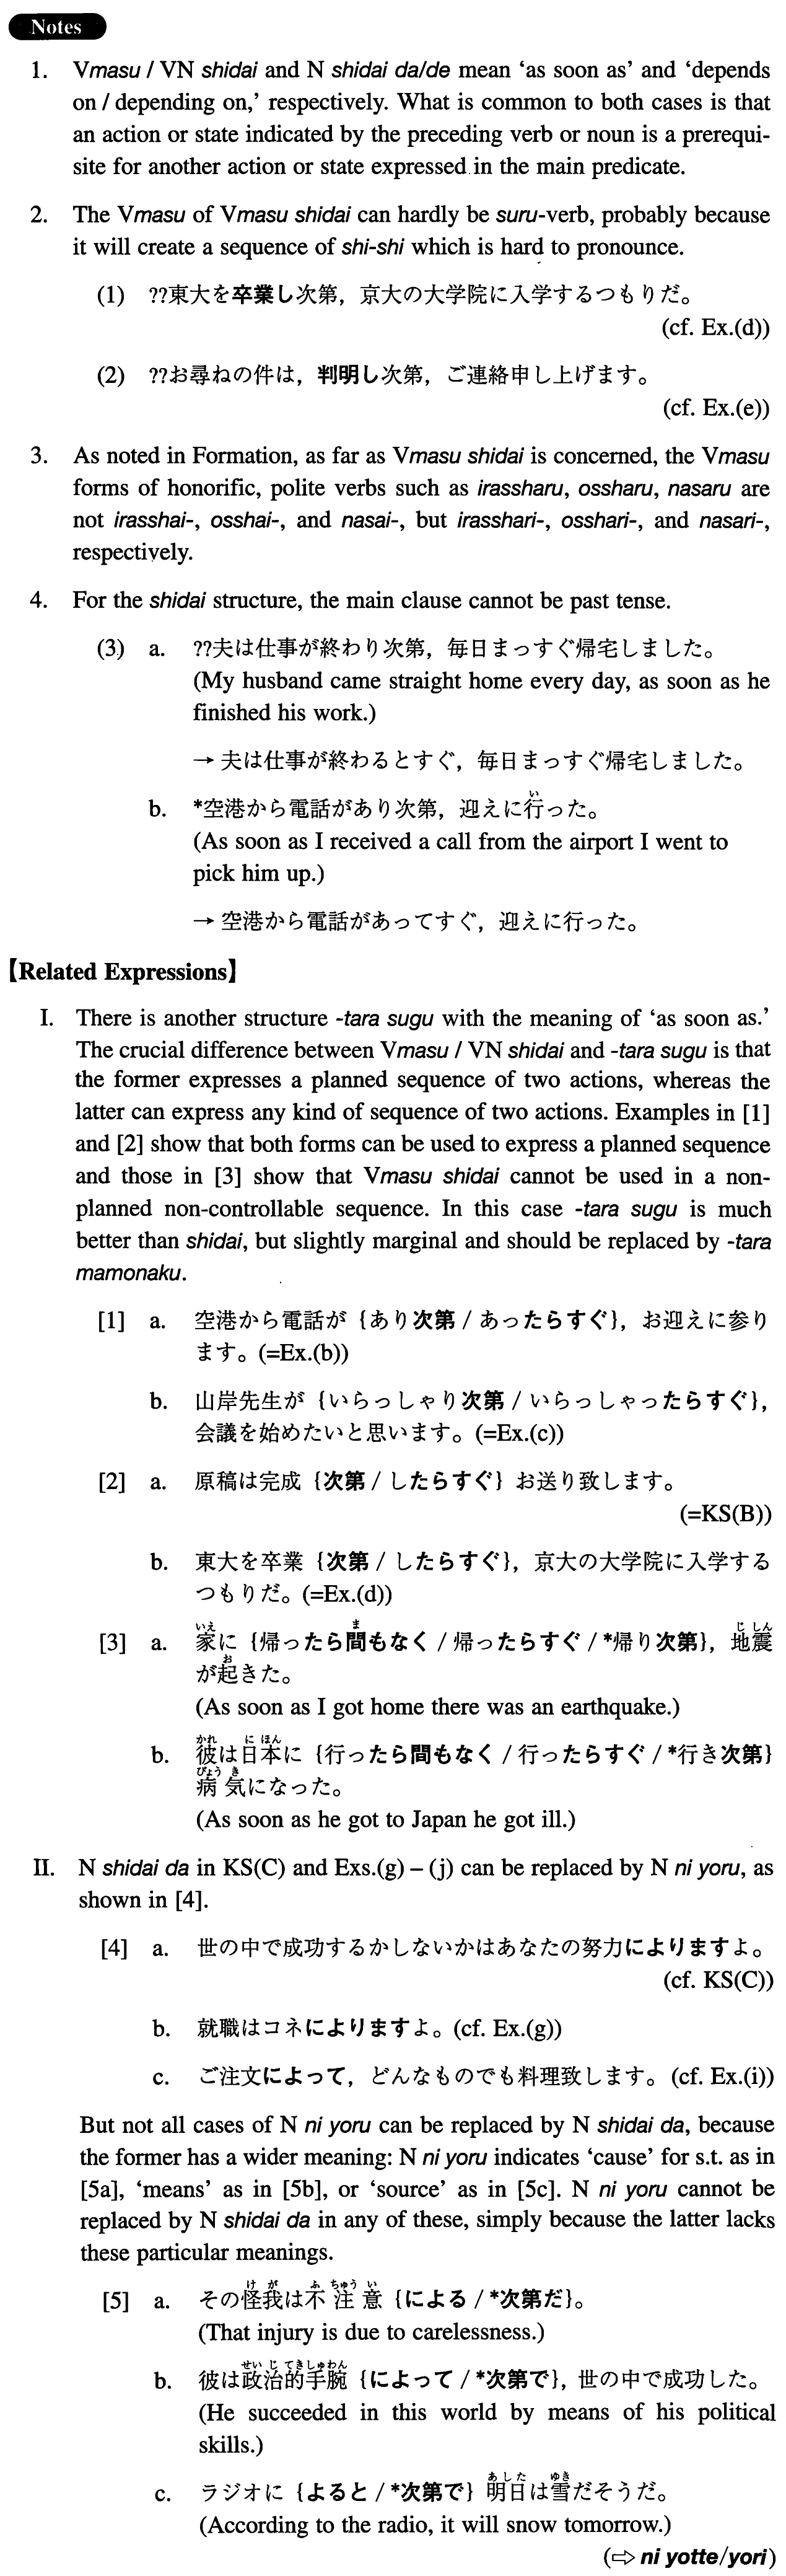 Notes
1. Vmasu / VN shidai and N shidai da/de mean ‘as soon as’ and ‘depends
on / depending on,’ respectively. What is common to both cases is that
an action or state indicated by the preceding verb or noun is a prerequi-
site for another action or state expressed in the main predicate.
2. The Vmasu of Vmasu shidai can hardly be suru-verb, probably because
it will create a sequence of shi-shi which is hard to pronounce.
(1) ??東大を卒業し次第，京大の大学院に入学するつもりだ。
(cf. Ex.(d))
(2) ??お尋ねの件は，判明し次第，ご連絡申し上げます。
(cf. Ex.(e))
3. As noted in Formation, as far as Vmasu shidai is concerned, the Vmasu
forms of honorific, polite verbs such as irassharu, ossharu, nasaru are
not irasshai-, osshai-, and nasai-, but irasshari-, osshari-, and nasari-,
respectively.
4. For the shidai structure, the main clause cannot be past tense.
(3) a. ??夫は仕事が終わり次第，毎日まっすぐ帰宅しました。
(My husband came straight home every day, as soon as he
finished his work.)
→ 夫は仕事が終わるとすぐ，毎日まっすぐ帰宅しました。
い
b. *空港から電話があり次第，迎えに行った。
(As soon as I received a call from the airport I went to
pick him up.)
→ 空港から電話があってすぐ，迎えに行った。
【Related Expressions】
I. There is another structure -tara sugu with the meaning of ‘as soon as.’
The crucial difference between Vmasu / VN shidai and -tara sugu is that
the former expresses a planned sequence of two actions, whereas the
latter can express any kind of sequence of two actions. Examples in [1]
and [2] show that both forms can be used to express a planned sequence
and those in [3] show that Vmasu shidai cannot be used in a non-
planned non-controllable sequence. In this case -tara sugu is much
better than shidai, but slightly marginal and should be replaced by -tara
mamonaku.
[1] a. 空港から電話が {あり次第 / あったらすぐ}，お迎えに参り
ます。(=Ex.(b))
b. 山岸先生が {いらっしゃり次第 / いらっしゃったらすぐ}，
会議を始めたいと思います。(=Ex.(c))
[2] a. 原稿は完成 {次第 / したらすぐ} お送り致します。
(=KS(B))
b. 東大を卒業 {次第 / したらすぐ}，京大の大学院に入学する
つもりだ。(=Ex.(d))
いえ ま じ しん
[3] a. 家に {帰ったら間もなく / 帰ったらすぐ / *帰り次第}，地震
お
が起きた。
(As soon as I got home there was an earthquake.)
かれ に ほん
b. 彼は日本に {行ったら間もなく / 行ったらすぐ / *行き次第}
びょう き
病気になった。
(As soon as he got to Japan he got ill.)
II. N shidai da in KS(C) and Exs.(g) – (j) can be replaced by N ni yoru, as
shown in [4].
[4] a. 世の中で成功するかしないかはあなたの努力によりますよ。
(cf. KS(C))
b. 就職はコネによりますよ。(cf. Ex.(g))
c. ご注文によって，どんなものでも料理致します。(cf. Ex.(i))
But not all cases of N ni yoru can be replaced by N shidai da, because
the former has a wider meaning: N ni yoru indicates ‘cause’ for s.t. as in
[5a], ‘means’ as in [5b], or ‘source’ as in [5c]. N ni yoru cannot be
replaced by N shidai da in any of these, simply because the latter lacks
these particular meanings.
け が ふ ちゅう い
[5] a. その怪我は不注意 {による / *次第だ}。
(That injury is due to carelessness.)
せい じ てきしゅわん
b. 彼は政治的手腕 {によって / *次第で}，世の中で成功した。
(He succeeded in this world by means of his political
skills.)
あした ゆき
c. ラジオに {よると / *次第で} 明日は雪だそうだ。
(According to the radio, it will snow tomorrow.)
(⇨ ni yotte/yori)